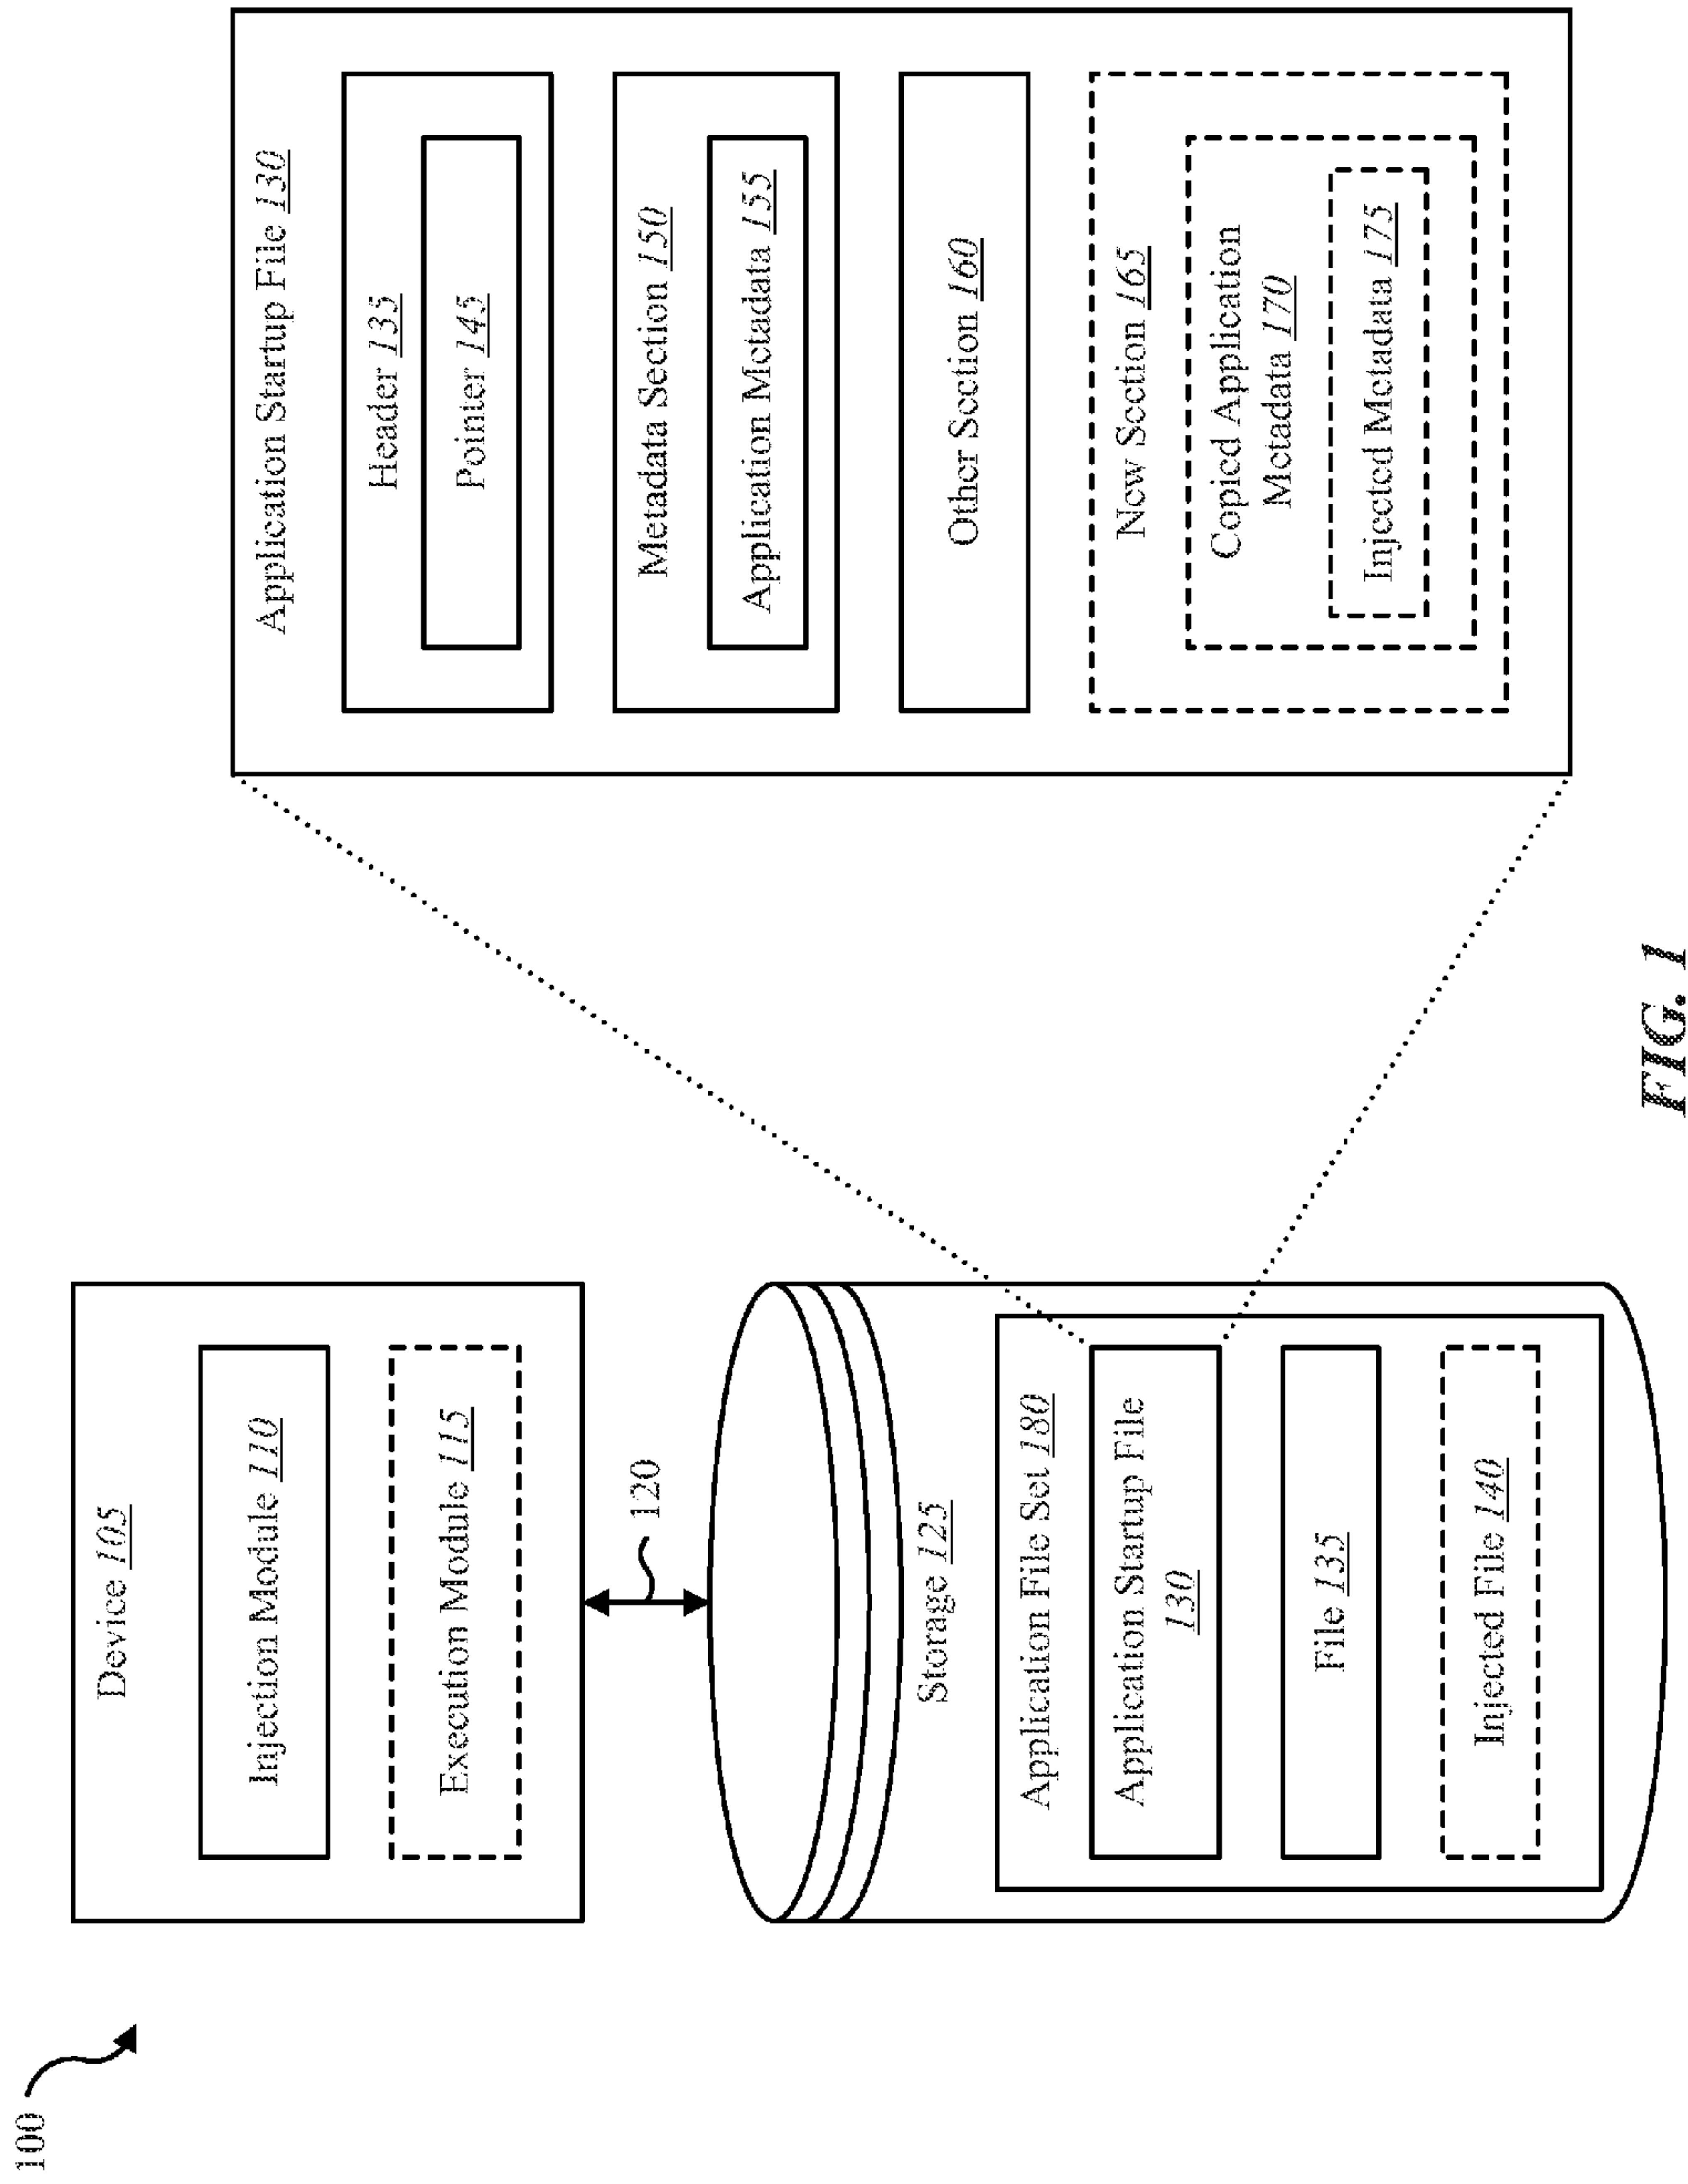 100
Device 105
Injection Module 110
Execution Module 115
120
Storage 125
Application File Set 180
Application Startup File
130
File 135
Injected File 140
Application Startup File 130
Header 135
Pointer 145
Metadata Section 150
Application Metadata 155
Other Section 160
New Section 165
Copied Application
Metadata 170
Injected Metadata 175
FIG. 1